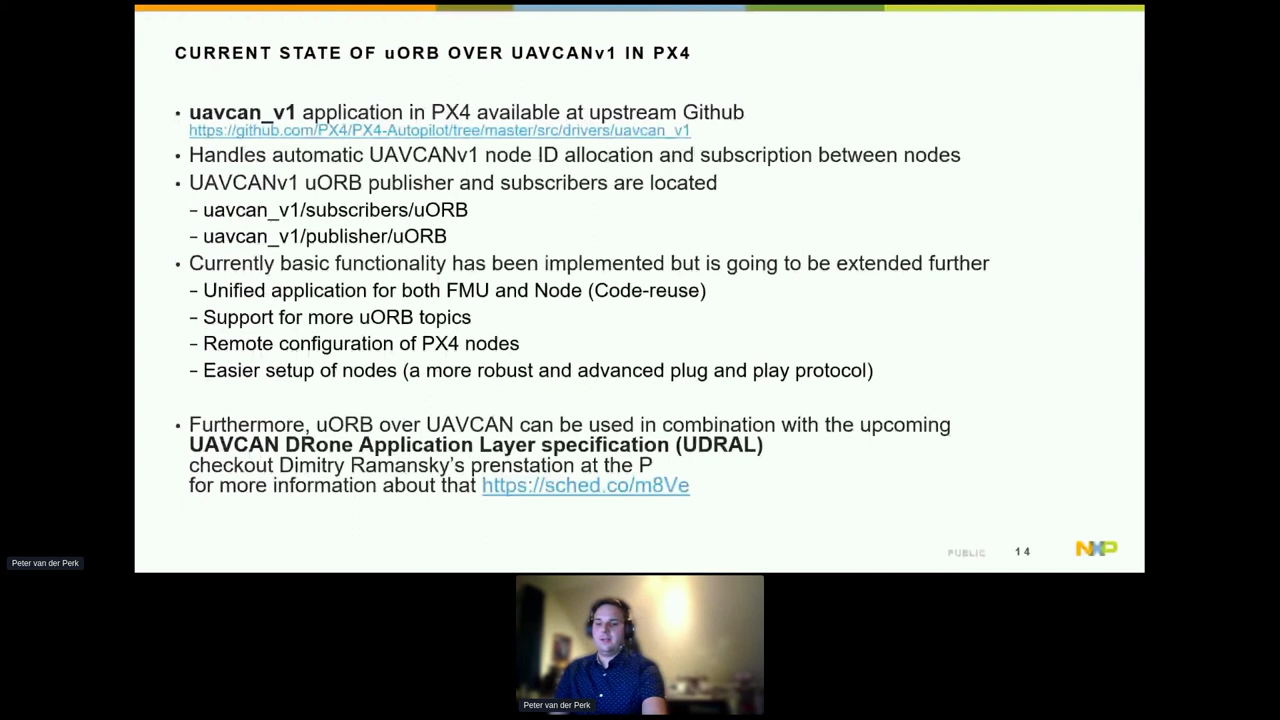 CURRENT STATE OF uORB OVER UAVCANv1 IN PX4
• uavcan_v1 application in PX4 available at upstream Github
https://github.com/PX4/PX4-Autopilot/tree/master/src/drivers/uavcan_v1
• Handles automatic UAVCANv1 node ID allocation and subscription between nodes
• UAVCANv1 uORB publisher and subscribers are located
– uavcan_v1/subscribers/uORB
– uavcan_v1/publisher/uORB
• Currently basic functionality has been implemented but is going to be extended further
– Unified application for both FMU and Node (Code-reuse)
– Support for more uORB topics
– Remote configuration of PX4 nodes
– Easier setup of nodes (a more robust and advanced plug and play protocol)
• Furthermore, uORB over UAVCAN can be used in combination with the upcoming
UAVCAN DRone Application Layer specification (UDRAL)
checkout Dimitry Ramansky's prenstation at the P
for more information about that https://sched.co/m8Ve
PUBLIC 14 NXP
Peter van der Perk
Peter van der Perk